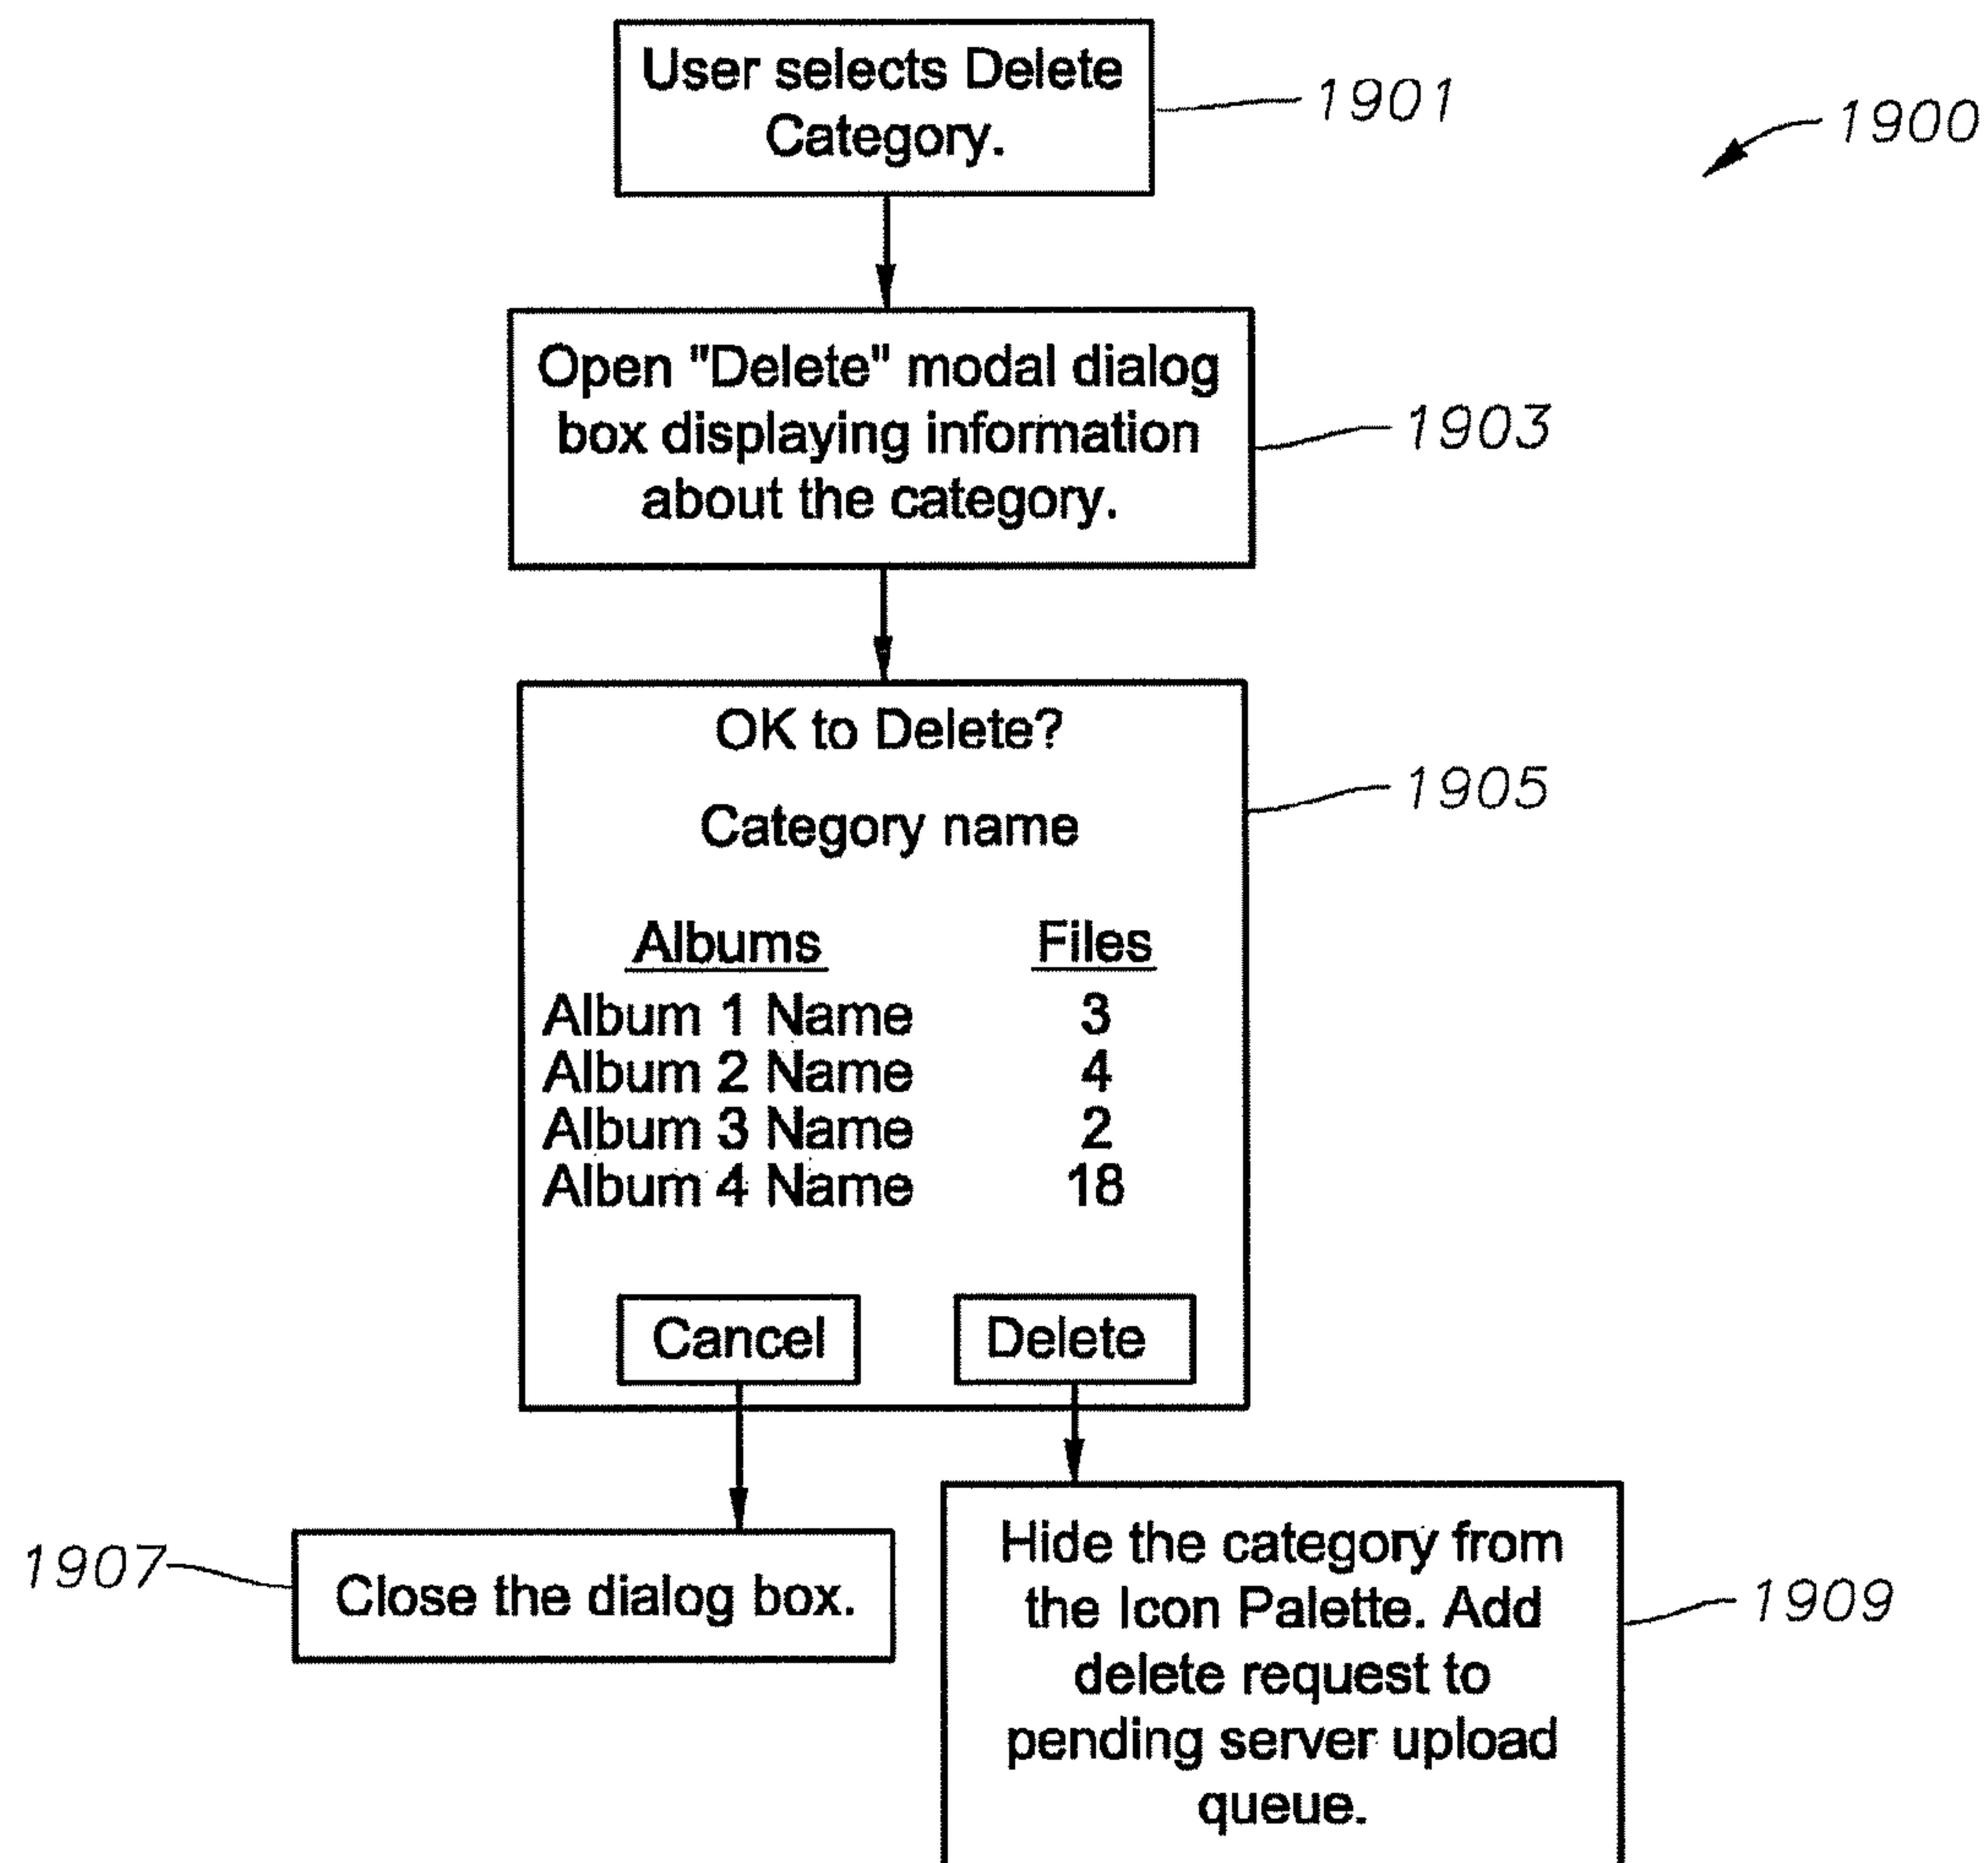 User selects Delete
Category.
1901
1900
Open "Delete" modal dialog
box displaying information
about the category.
1903
OK to Delete?
1905
Category name
Albums Files
Album 1 Name 3
Album 2 Name 4
Album 3 Name 2
Album 4 Name 18
Cancel Delete
1907
Close the dialog box.
Hide the category from
the Icon Palette. Add
delete request to
pending server upload
queue.
1909